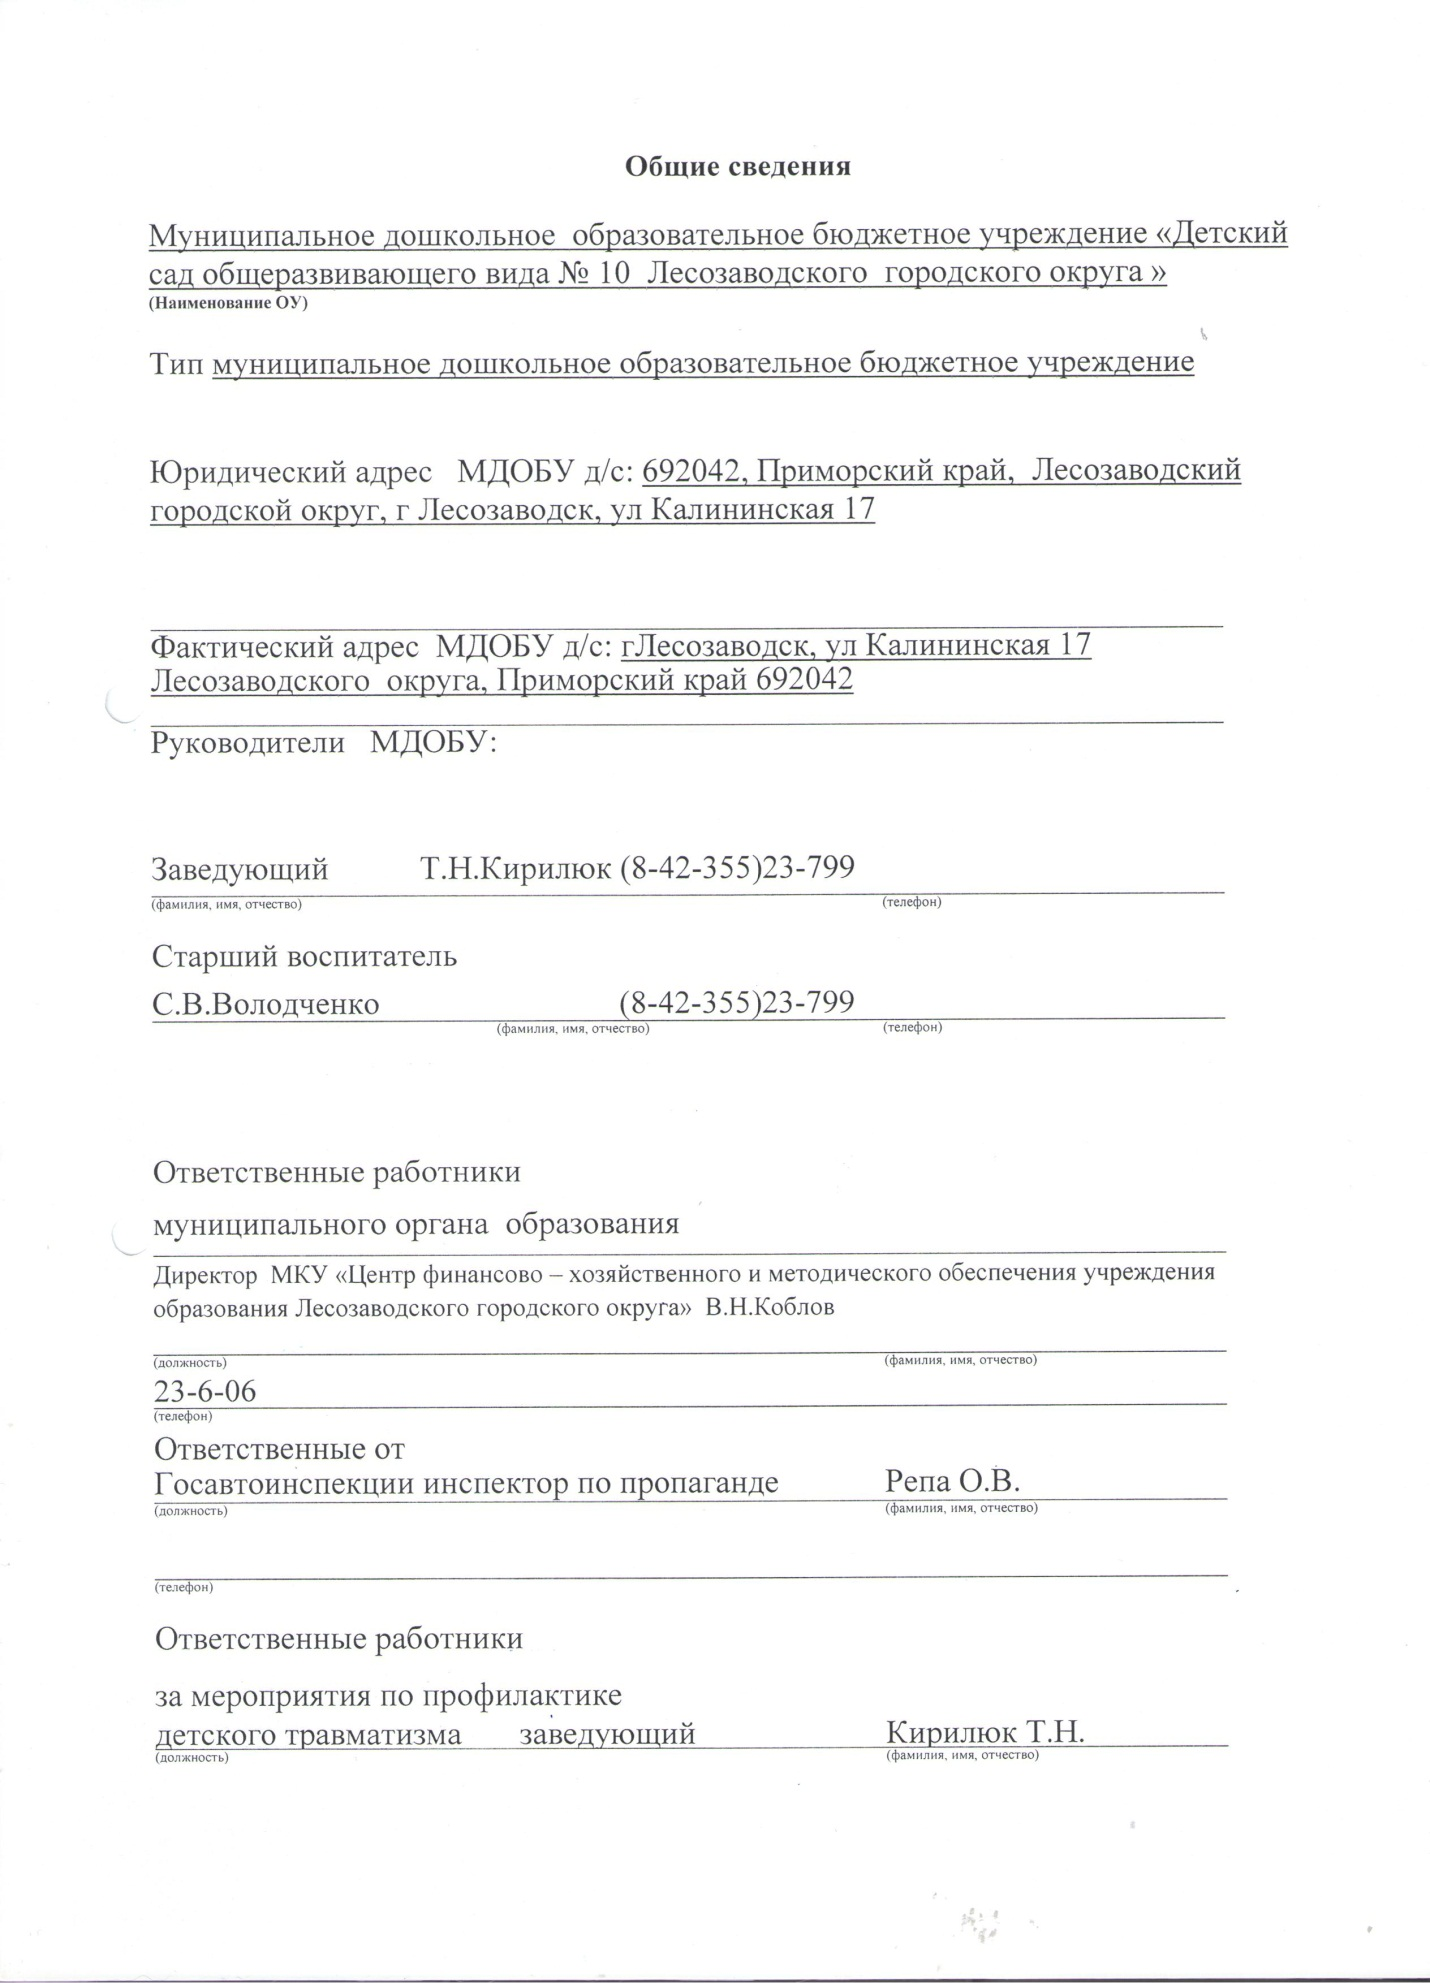 Общие сведения
Муниципальное дошкольное образовательное бюджетное учреждение «Детский
сад общеразвивающего вида № 10 Лесозаводского городского округа »
(Наименование ОУ)
Тип муниципальное дошкольное образовательное бюджетное учреждение
Юридический адрес МДОБУ д/с: 692042, Приморский край, Лесозаводский
городской округ, г Лесозаводск, ул Калининская 17
Фактический адрес МДОБУ д/с: гЛесозаводск, ул Калининская 17
Лесозаводского округа, Приморский край 692042
Руководители МДОБУ:
Заведующий Т.Н.Кирилюк (8-42-355)23-799
(фамилия, имя, отчество) (телефон)
Старший воспитатель
С.В.Володченко (8-42-355)23-799
(фамилия, имя, отчество) (телефон)
Ответственные работники
муниципального органа образования
Директор МКУ «Центр финансово – хозяйственного и методического обеспечения учреждения
образования Лесозаводского городского округа» В.Н.Коблов
(должность) (фамилия, имя, отчество)
23-6-06
(телефон)
Ответственные от
Госавтоинспекции инспектор по пропаганде Репа О.В.
(должность) (фамилия, имя, отчество)
(телефон)
Ответственные работники
за мероприятия по профилактике
детского травматизма заведующий Кирилюк Т.Н.
(должность) (фамилия, имя, отчество)